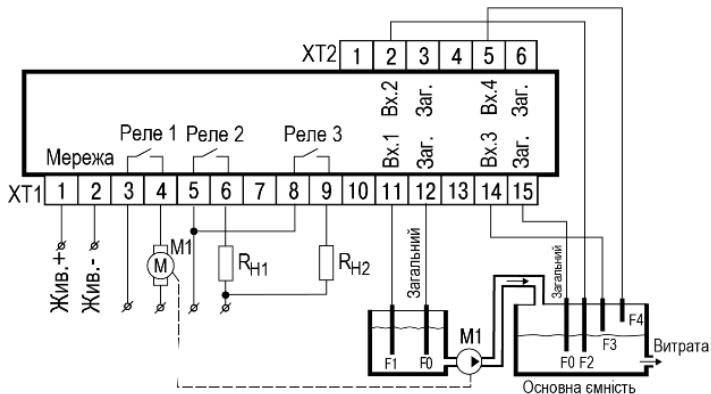 XT2 1 2 3 4 5 6
Вх.2 Заг. Вх.4 Заг.
Реле 1 Реле 2 Реле 3
Вх.1 Заг. Вх.3 Заг.
Мережа
XT1 1 2 3 4 5 6 7 8 9 10 11 12 13 14 15
Жив.+ Жив.- M M1 RН1 RН2
Загальний
Загальний
F1 F0
M1
F0 F2 F3 F4
Витрата
Основна ємність